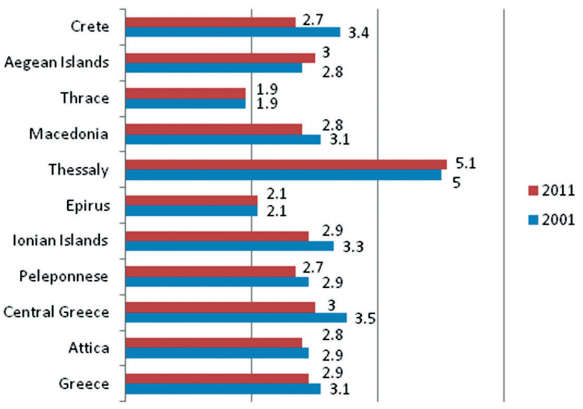 Crete 2.7
3.4
Aegean Islands 3
2.8
Thrace 1.9
1.9
Macedonia 2.8
3.1
Thessaly 5.1
5
Epirus 2.1
2.1
Ionian Islands 2.9
3.3
Peleponnese 2.7
2.9
Central Greece 3
3.5
Attica 2.8
2.9
Greece 2.9
3.1
2011
2001